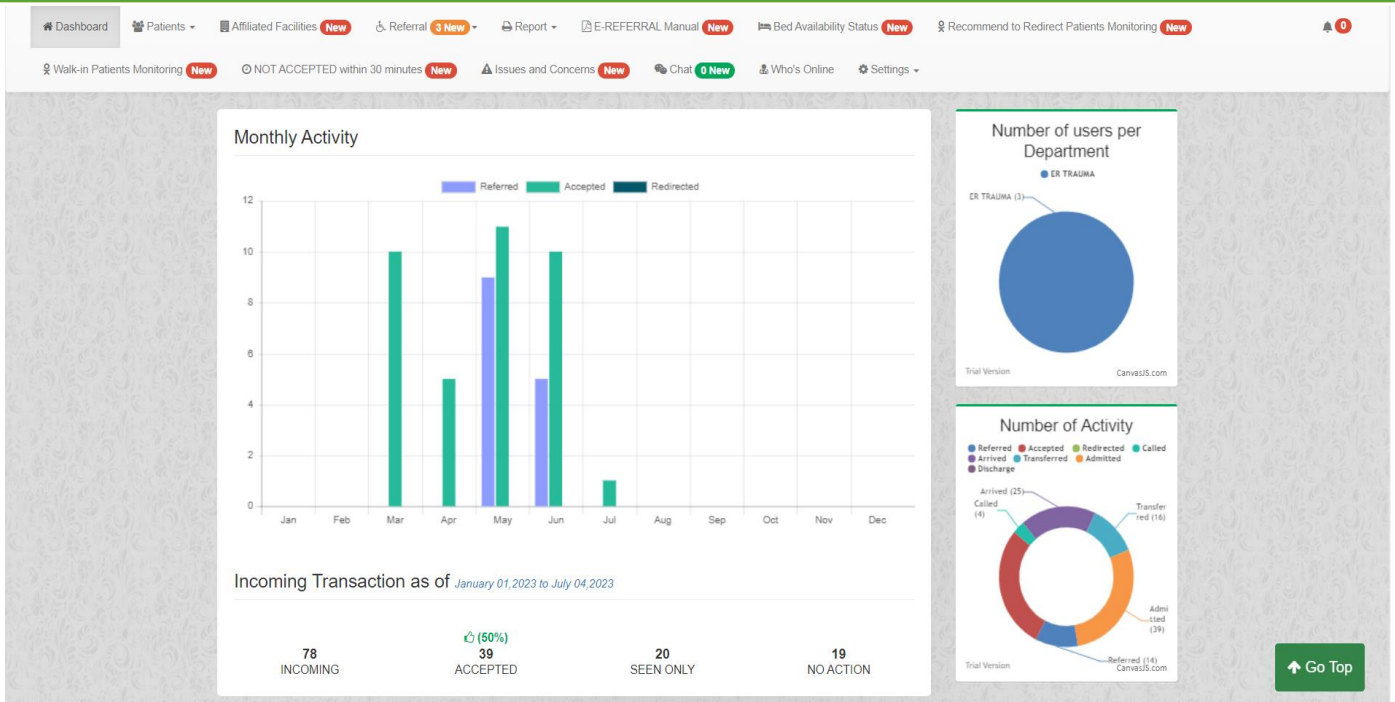 Dashboard Patients Affiliated Facilities New Referral 3 New Report E-REFERRAL Manual New Bed Availability Status New Recommend to Redirect Patients Monitoring New 0
Walk-in Patients Monitoring New NOT ACCEPTED within 30 minutes New Issues and Concerns New Chat 0 New Who's Online Settings
Monthly Activity
Referred Accepted Redirected
12
10
8
6
4
2
0
Jan Feb Mar Apr May Jun Jul Aug Sep Oct Nov Dec
Incoming Transaction as of January 01,2023 to July 04,2023
(50%)
78 39 20 19
INCOMING ACCEPTED SEEN ONLY NO ACTION
Number of users per
Department
ER TRAUMA
ER TRAUMA (3)
Trial Version CanvasJS.com
Number of Activity
Referred Accepted Redirected Called
Arrived Transferred Admitted
Discharge
Arrived (25)
Called
(4)
Transfer
red (16)
Admi
tted
(39)
Referred (14)
Trial Version CanvasJS.com
Go Top